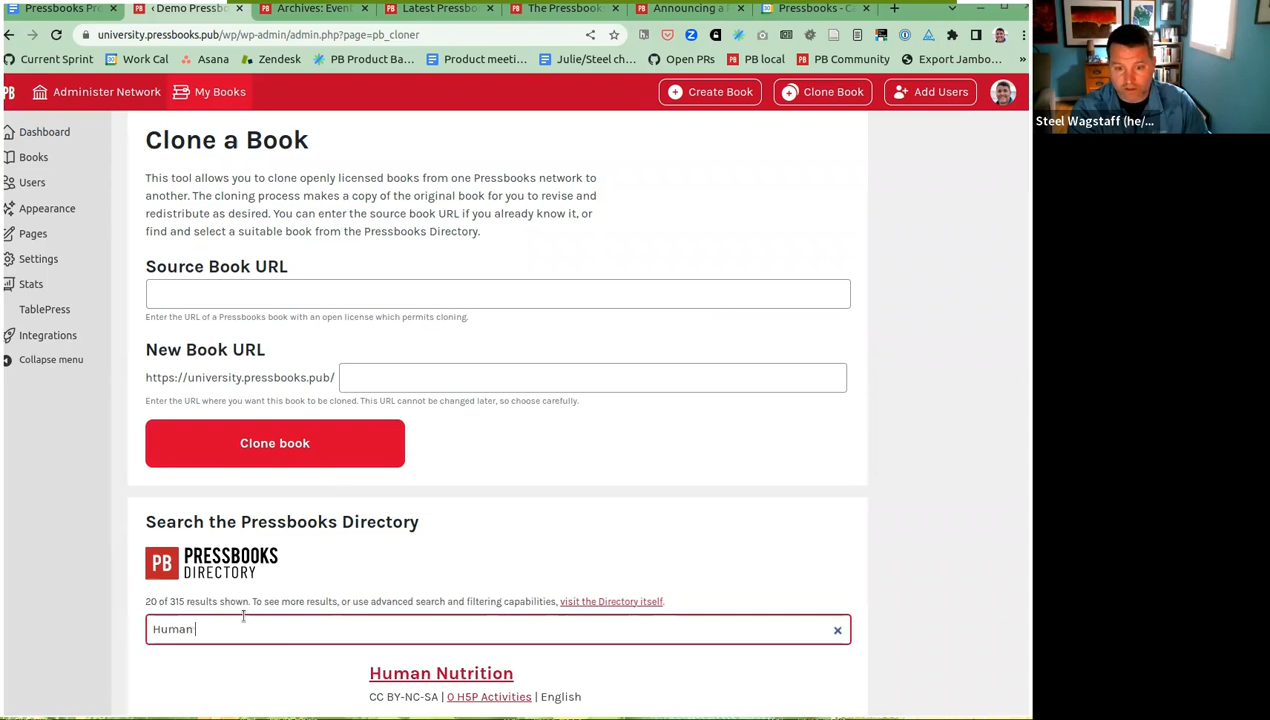 Pressbooks Pro
Demo Pressbo
Archives: Event
Latest Pressb
The Pressbook
Announcing a P
Pressbooks - Ca
university.pressbooks.pub/wp/wp-admin/admin.php?page=pb_cloner
Current Sprint
Work Cal
Asana
Zendesk
PB Product Ba...
Product meeti...
Julie/Steel ch...
Open PRs
PB local
PB Community
Export Jambo...
PB
Administer Network
My Books
Clone Book
Create Book
Add Users
Steel Wagstaff (he/...
Dashboard
Books
Users
Appearance
Pages
Settings
Stats
TablePress
Integrations
Collapse menu
Clone a Book
This tool allows you to clone openly licensed books from one Pressbooks network to
another. The cloning process makes a copy of the original book for you to revise and
redistribute as desired. You can enter the source book URL if you already know it, or
find and select a suitable book from the Pressbooks Directory.
Source Book URL
Enter the URL of a Pressbooks book with an open license which permits cloning.
New Book URL
https://university.pressbooks.pub/
Enter the URL where you want this book to be cloned. This URL cannot be changed later, so choose carefully.
Clone book
Search the Pressbooks Directory
PB PRESSBOOKS
DIRECTORY
20 of 315 results shown. To see more results, or use advanced search and filtering capabilities, visit the Directory itself.
Human
Human Nutrition
CC BY-NC-SA | 0 H5P Activities | English